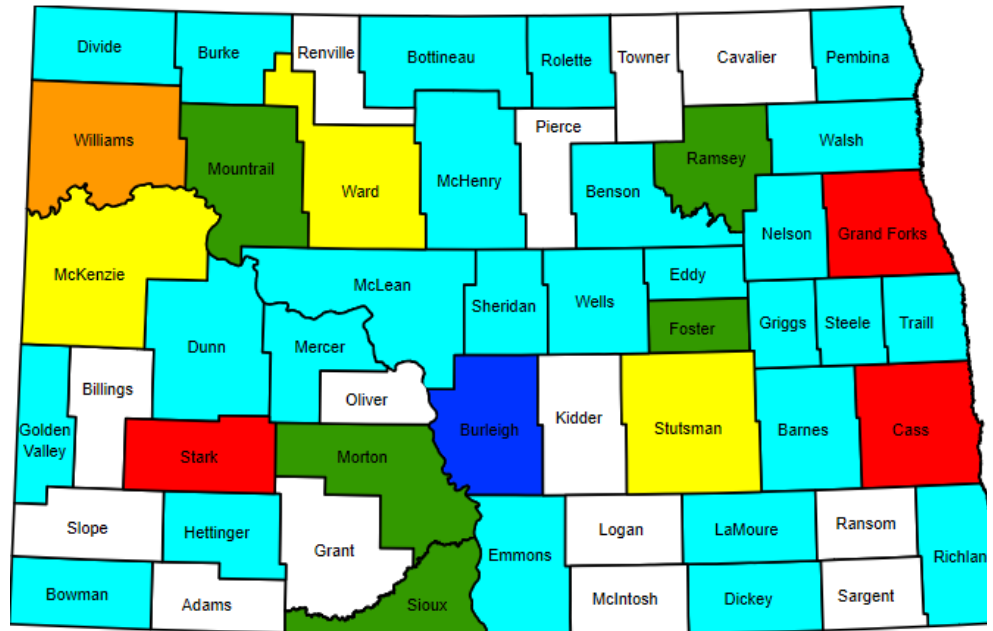 Divide
Burke
Renville
Bottineau
Rolette
Towner
Cavalier
Pembina
Williams
Mountrail
Ward
McHenry
Pierce
Benson
Ramsey
Walsh
Nelson
Grand Forks
McKenzie
Dunn
McLean
Mercer
Sheridan
Wells
Eddy
Foster
Griggs
Steele
Traill
Golden
Valley
Billings
Oliver
Burleigh
Kidder
Stutsman
Barnes
Cass
Stark
Morton
Slope
Hettinger
Grant
Emmons
Logan
LaMoure
Ransom
Richlan
Bowman
Adams
Sioux
McIntosh
Dickey
Sargent